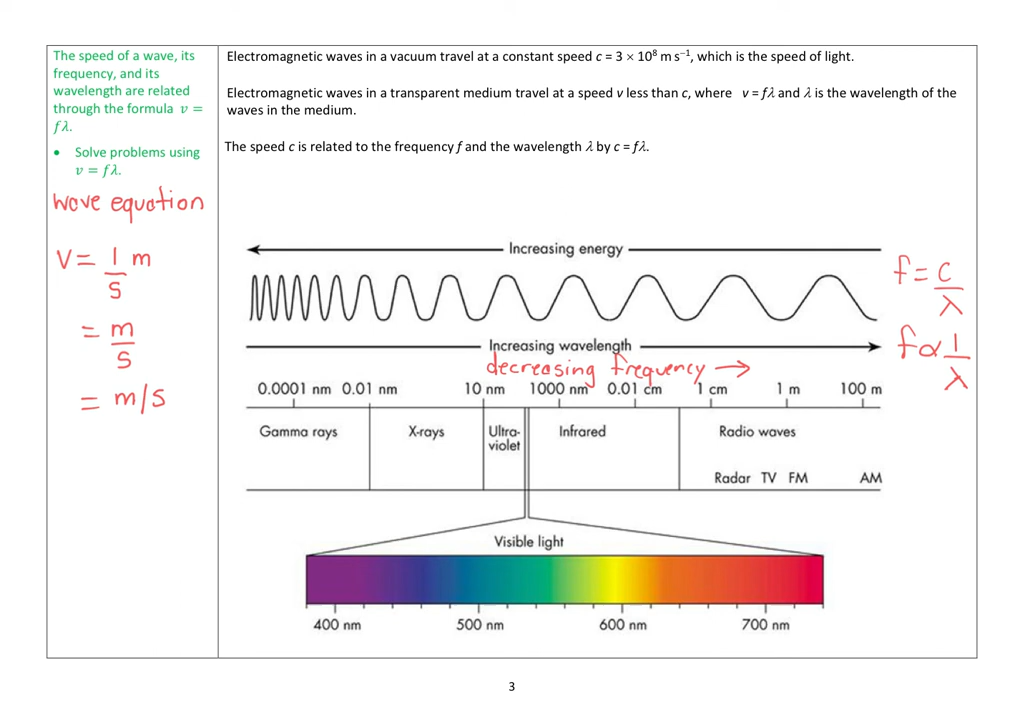 The speed of a wave, its
frequency, and its
wavelength are related
through the formula v =
fλ.
• Solve problems using
v = fλ.
wave equation
V = 1/s m
= m/s
= m/s
Electromagnetic waves in a vacuum travel at a constant speed c = 3 × 10⁸ m s⁻¹, which is the speed of light.
Electromagnetic waves in a transparent medium travel at a speed v less than c, where v = fλ and λ is the wavelength of the
waves in the medium.
The speed c is related to the frequency f and the wavelength λ by c = fλ.
Increasing energy
f = c/λ
Increasing wavelength
f ∝ 1/λ
decreasing frequency →
0.0001 nm 0.01 nm 10 nm 1000 nm 0.01 cm 1 cm 1 m 100 m
Gamma rays X-rays Ultra- Infrared Radio waves
violet
Radar TV FM AM
Visible light
400 nm 500 nm 600 nm 700 nm
3